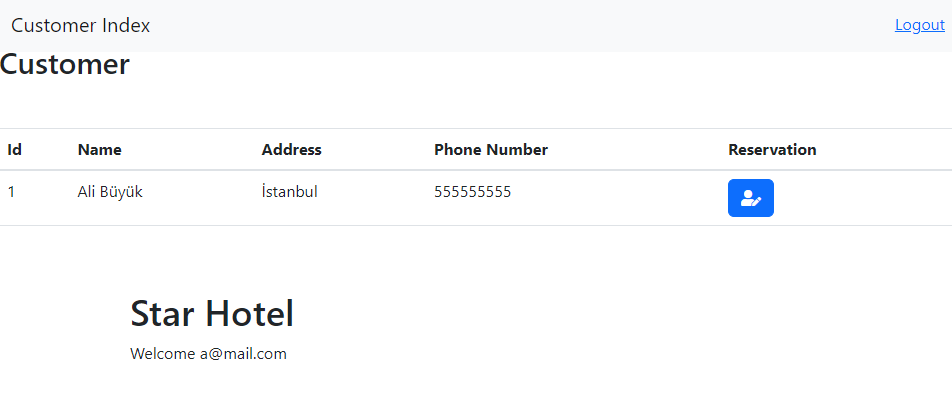 Customer Index Logout
Customer
Id Name Address Phone Number Reservation
1 Ali Büyük İstanbul 555555555
Star Hotel
Welcome a@mail.com